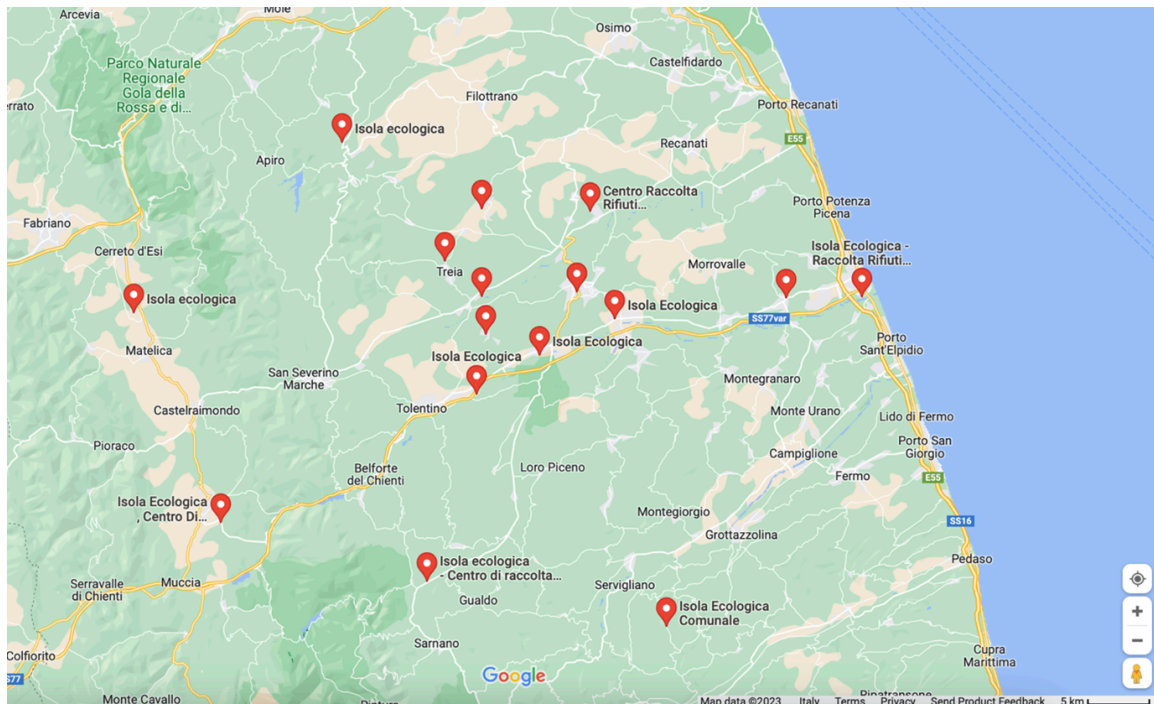 Arcevia
Moie
Osimo
Castelfidardo
Parco Naturale
Regionale
Gola della
Rossa e di...
Filottrano
Porto Recanati
E55
Isola ecologica
Apiro
Recanati
Centro Raccolta
Rifiuti...
Porto Potenza
Picena
Fabriano
Cerreto d'Esi
Isola Ecologica -
Raccolta Rifiuti...
Treia
Morrovalle
Isola ecologica
Isola Ecologica
SS77var
Isola Ecologica
Porto
Sant'Elpidio
Matelica
Isola Ecologica
San Severino
Marche
Montegranaro
Castelraimondo
Tolentino
Monte Urano
Lido di Fermo
Pioraco
Porto San
Giorgio
Campiglione
Belforte
del Chienti
Loro Piceno
Fermo
E55
Isola Ecologica
Centro Di...
Montegiorgio
SS16
Grottazzolina
Isola ecologica
- Centro di raccolta...
Pedaso
Serravalle
di Chienti
Muccia
Servigliano
Gualdo
Isola Ecologica
Comunale
Sarnano
Colfiorito
Cupra
Marittima
Google
Monte Cavallo
Map data ©2023 Italy Terms Privacy Send Product Feedback 5 km